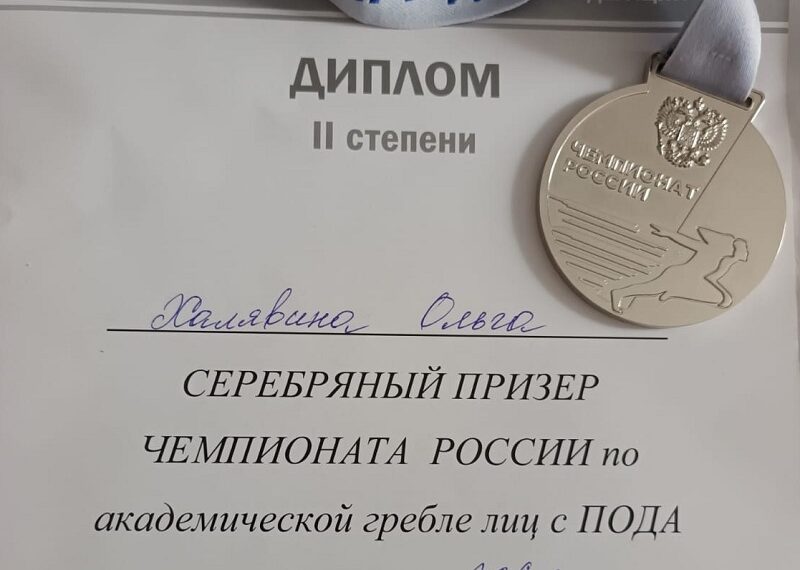 ДИПЛОМ
II степени
ЧЕМПИОНАТ
РОССИИ
Халявина Ольга
СЕРЕБРЯНЫЙ ПРИЗЕР
ЧЕМПИОНАТА РОССИИ по
академической гребле лиц с ПОДА